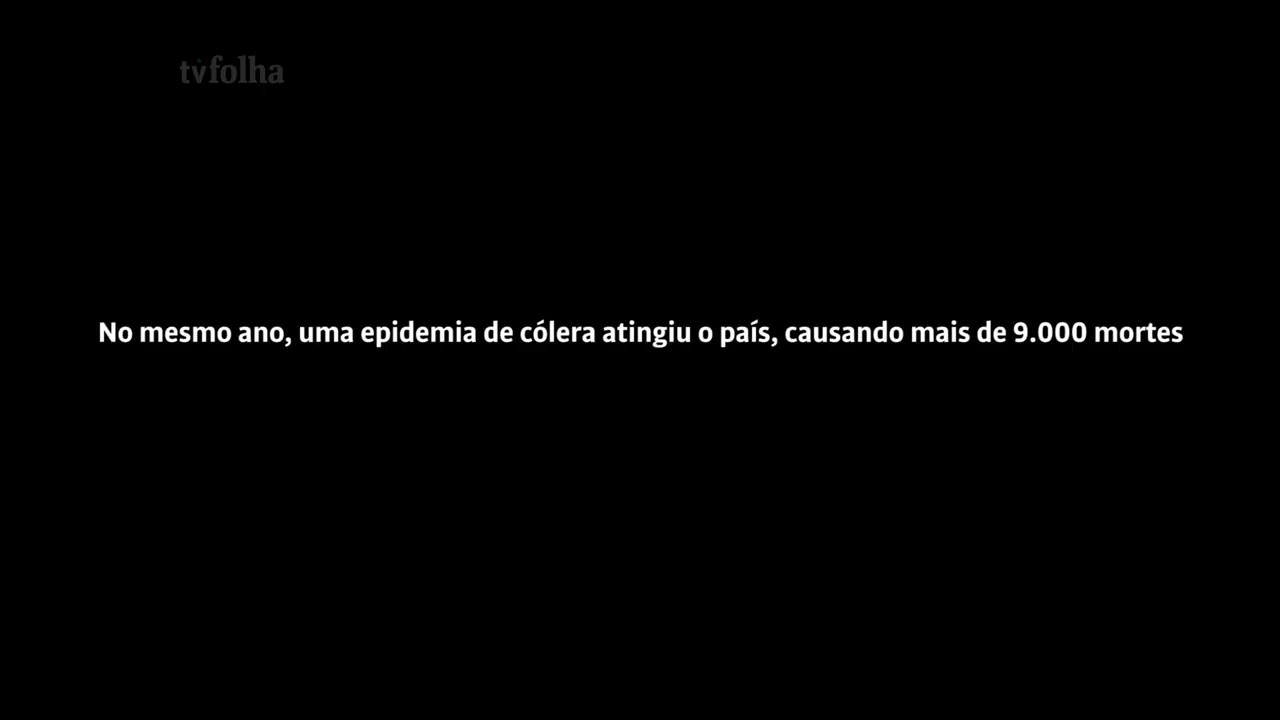 tvfolha
No mesmo ano, uma epidemia de cólera atingiu o país, causando mais de 9.000 mortes